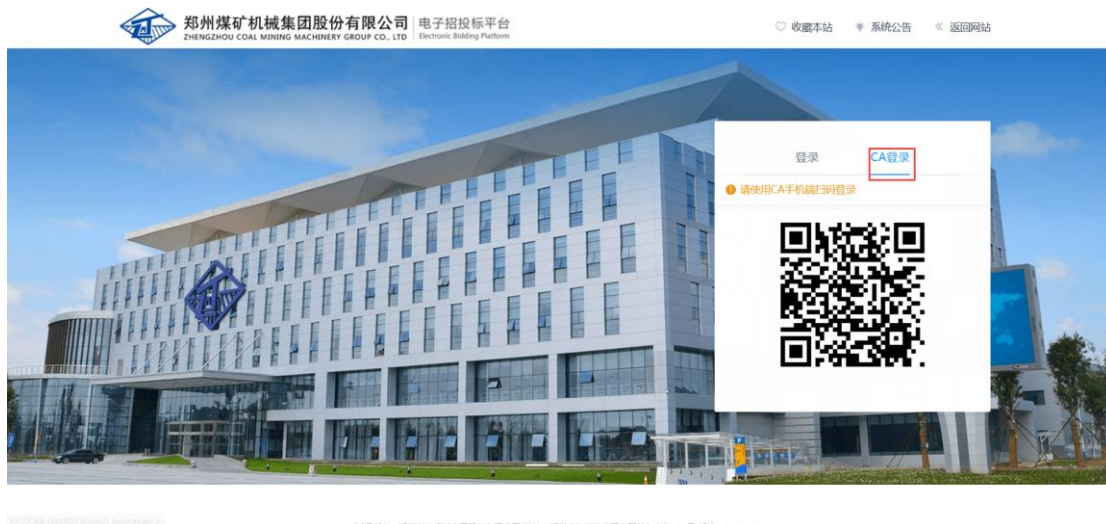 郑州煤矿机械集团股份有限公司 电子招投标平台
ZHENGZHOU COAL MINING MACHINERY GROUP CO., LTD Electronic Bidding Platform
收藏本站 系统公告 返回网站
登录 CA登录
请使用CA手机端扫码登录
P